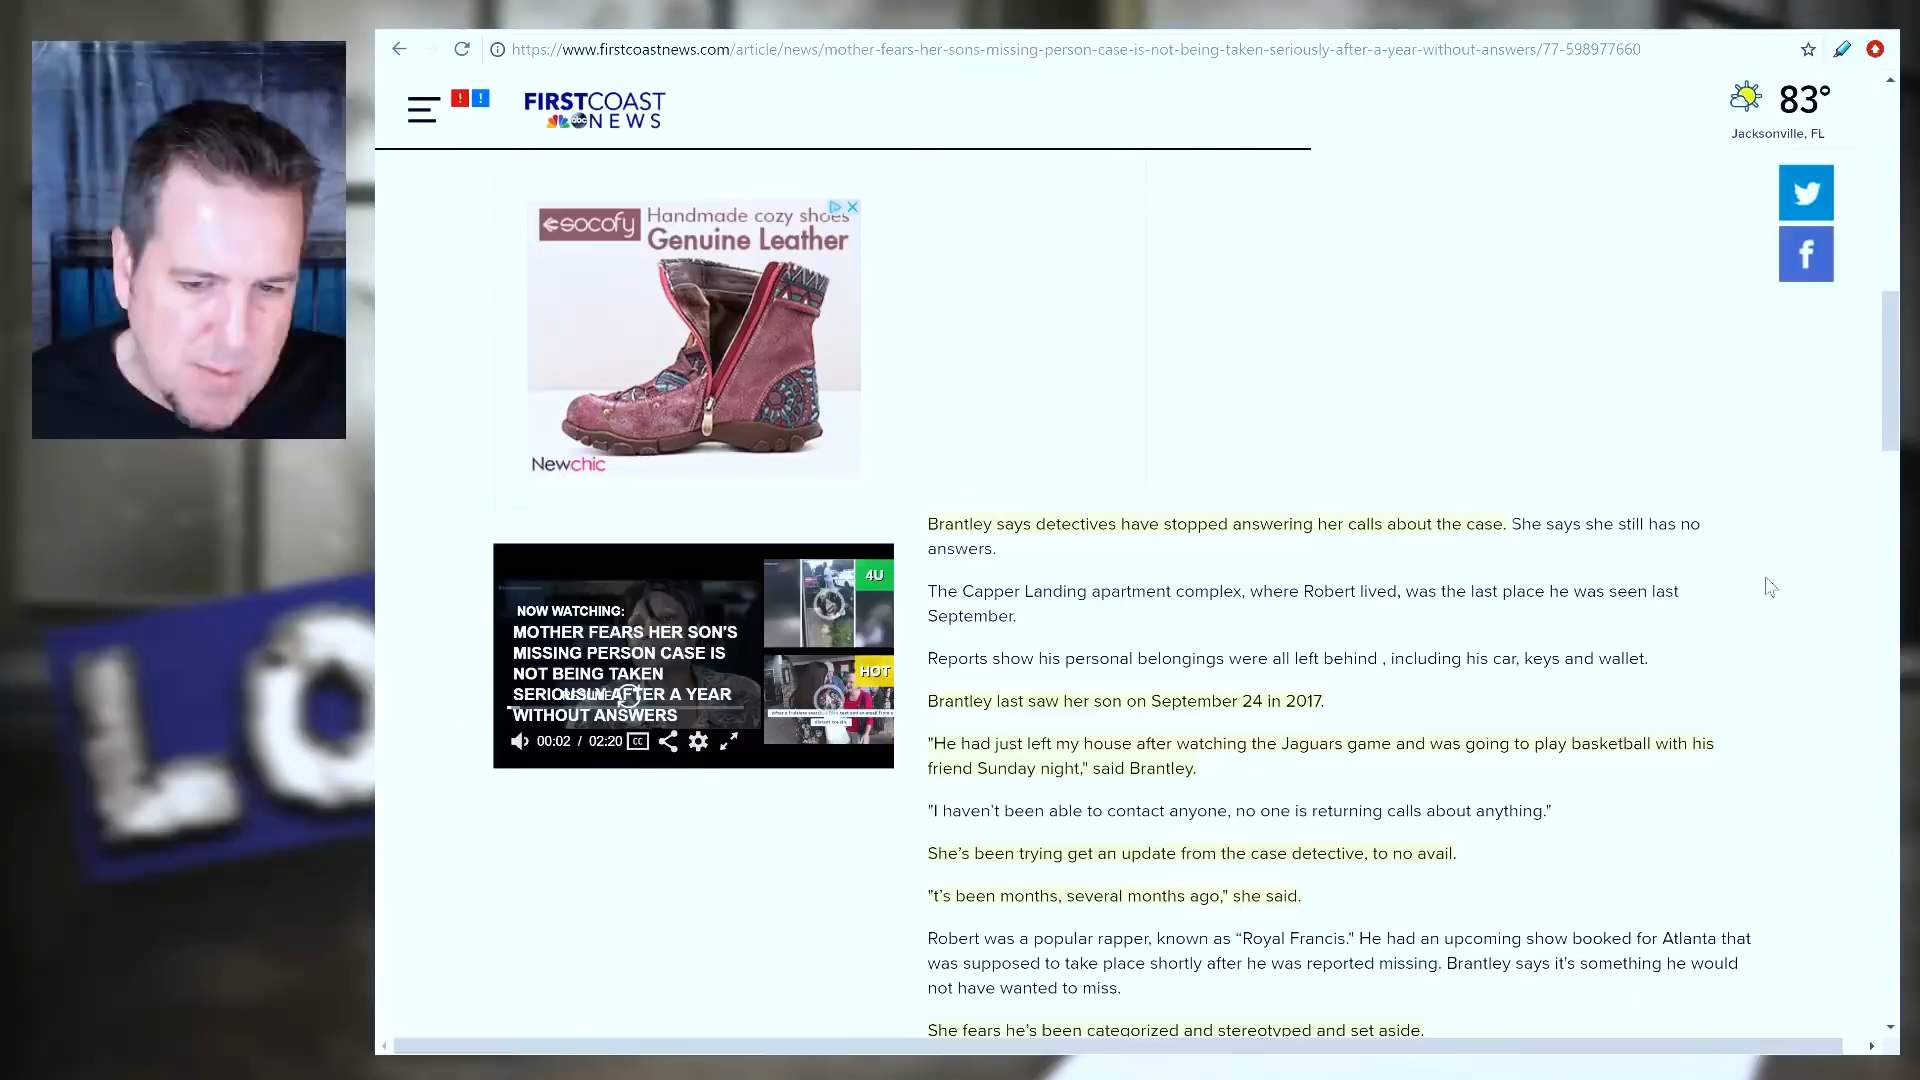 https://www.firstcoastnews.com/article/news/mother-fears-her-sons-missing-person-case-is-not-being-taken-seriously-after-a-year-without-answers/77-598977660
! !
FIRSTCOAST
abc NEWS
83°
Jacksonville, FL
socofy
Handmade cozy shoes
Genuine Leather
Newchic
NOW WATCHING:
MOTHER FEARS HER SON'S
MISSING PERSON CASE IS
NOT BEING TAKEN
SERIOUSLY AFTER A YEAR
WITHOUT ANSWERS
00:02 / 02:20 CC
4U
HOT
Brantley says detectives have stopped answering her calls about the case. She says she still has no
answers.
The Capper Landing apartment complex, where Robert lived, was the last place he was seen last
September.
Reports show his personal belongings were all left behind , including his car, keys and wallet.
Brantley last saw her son on September 24 in 2017.
"He had just left my house after watching the Jaguars game and was going to play basketball with his
friend Sunday night," said Brantley.
"I haven't been able to contact anyone, no one is returning calls about anything."
She's been trying get an update from the case detective, to no avail.
"t's been months, several months ago," she said.
Robert was a popular rapper, known as “Royal Francis." He had an upcoming show booked for Atlanta that
was supposed to take place shortly after he was reported missing. Brantley says it's something he would
not have wanted to miss.
She fears he's been categorized and stereotyped and set aside.
LO